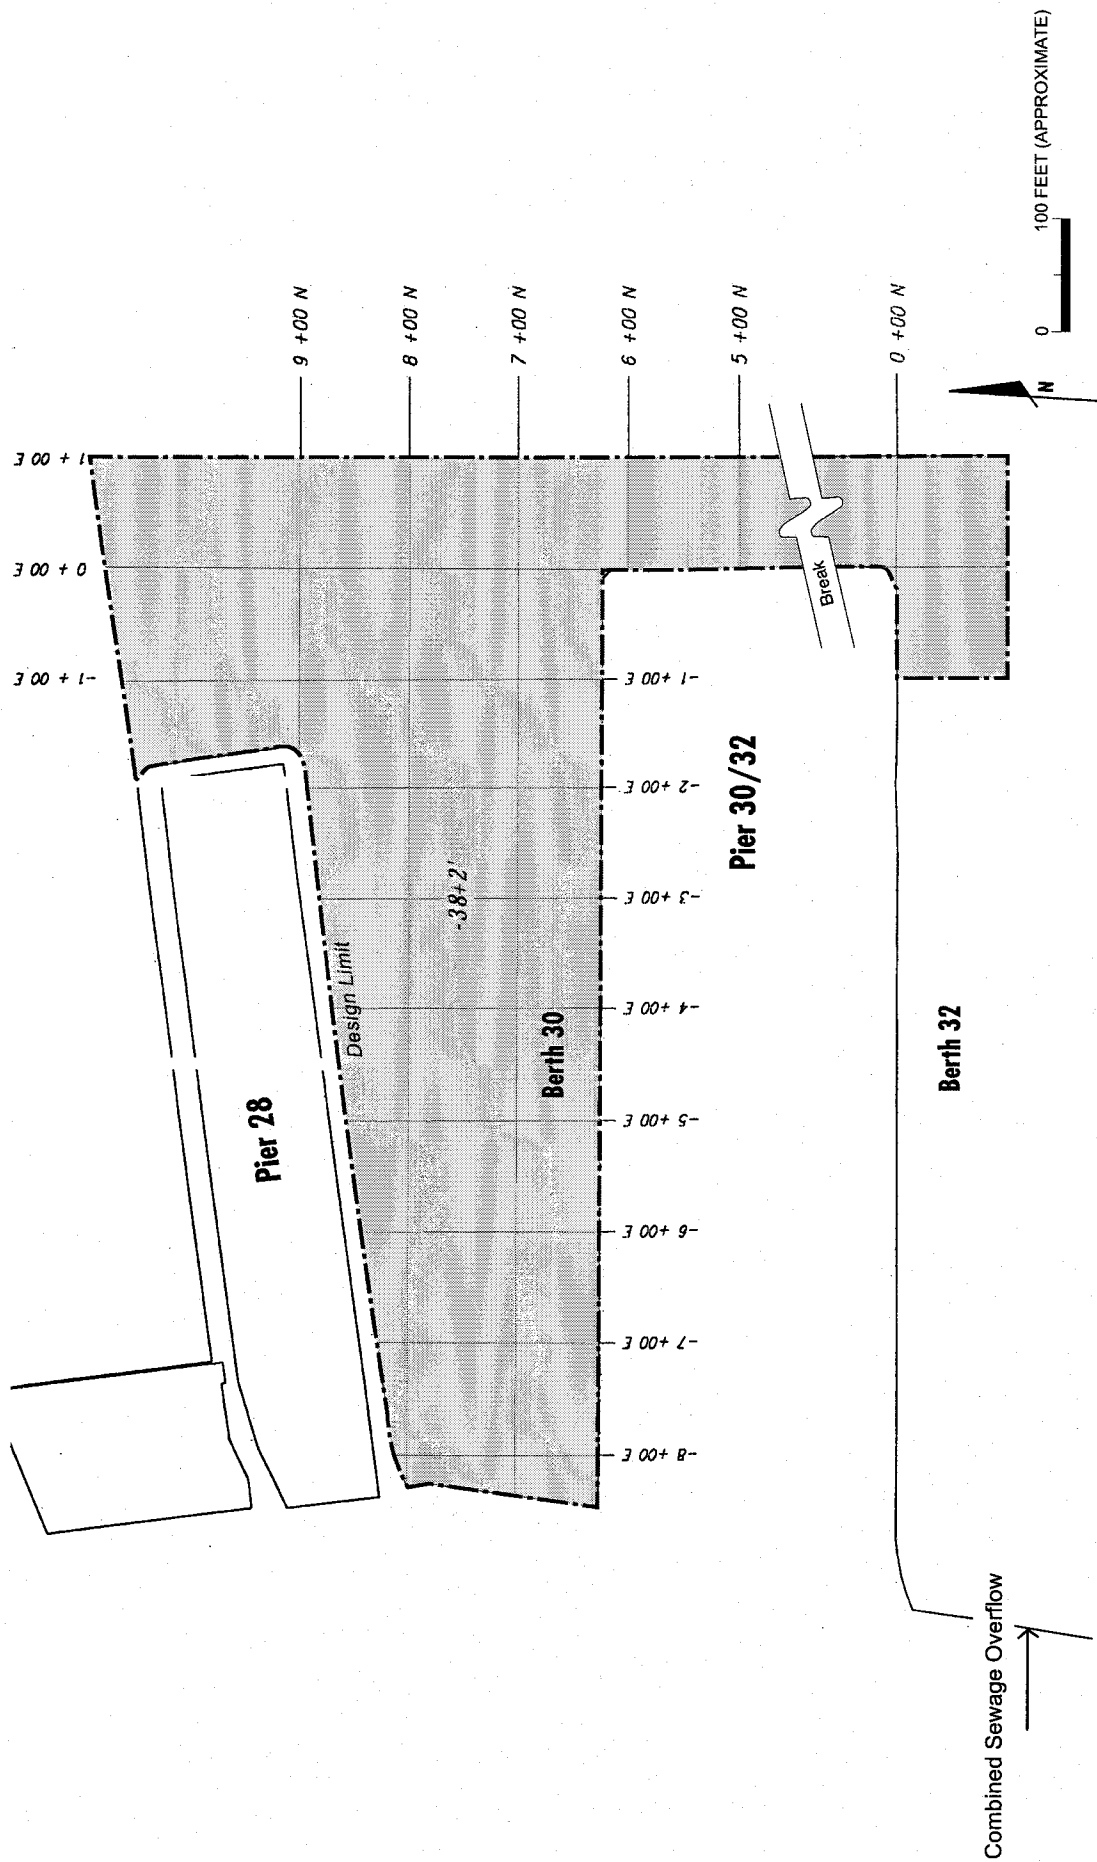 1 + 00 E
0 + 00 E
-1 + 00 E
9 +00 N
8 +00 N
7 +00 N
6 +00 N
5 +00 N
0 +00 N
Pier 28
Design Limit
-38+2'
Berth 30
-1 +00 E
-2 +00 E
-3 +00 E
-4 +00 E
-5 +00 E
-6 +00 E
-7 +00 E
-8 +00 E
Pier 30/32
Break
Berth 32
Combined Sewage Overflow
N
0
100 FEET (APPROXIMATE)